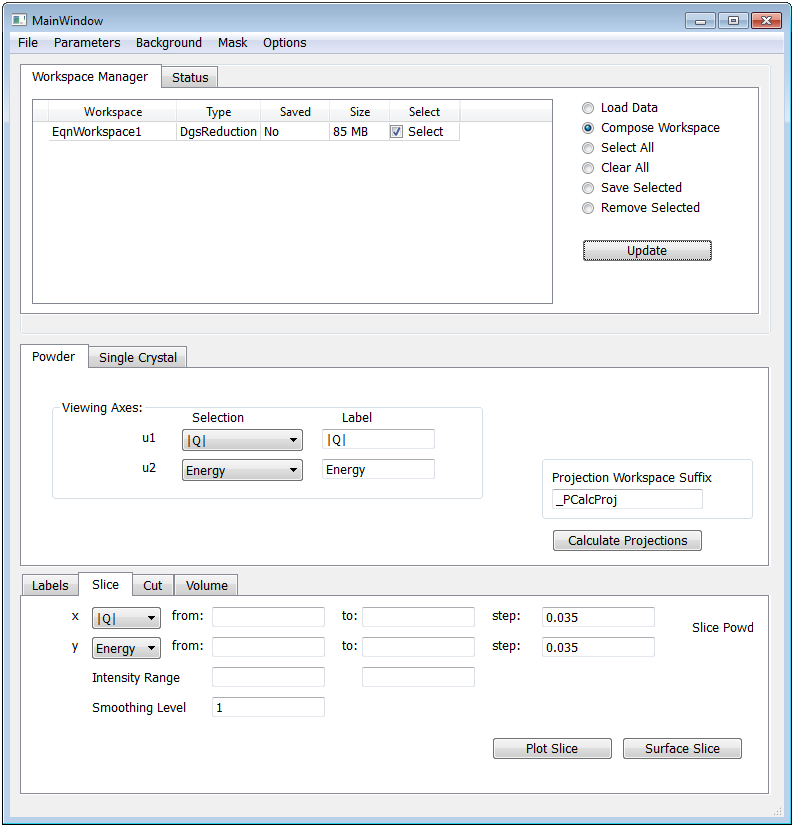 MainWindow
File Parameters Background Mask Options
Workspace Manager Status
Workspace Type Saved Size Select
EqnWorkspace1 DgsReduction No 85 MB Select
Load Data
Compose Workspace
Select All
Clear All
Save Selected
Remove Selected
Update
Powder Single Crystal
Viewing Axes:
Selection Label
u1 |Q| |Q|
u2 Energy Energy
Projection Workspace Suffix
_PCalcProj
Calculate Projections
Labels Slice Cut Volume
x |Q| from: to: step: 0.035
Slice Powd
y Energy from: to: step: 0.035
Intensity Range
Smoothing Level 1
Plot Slice Surface Slice